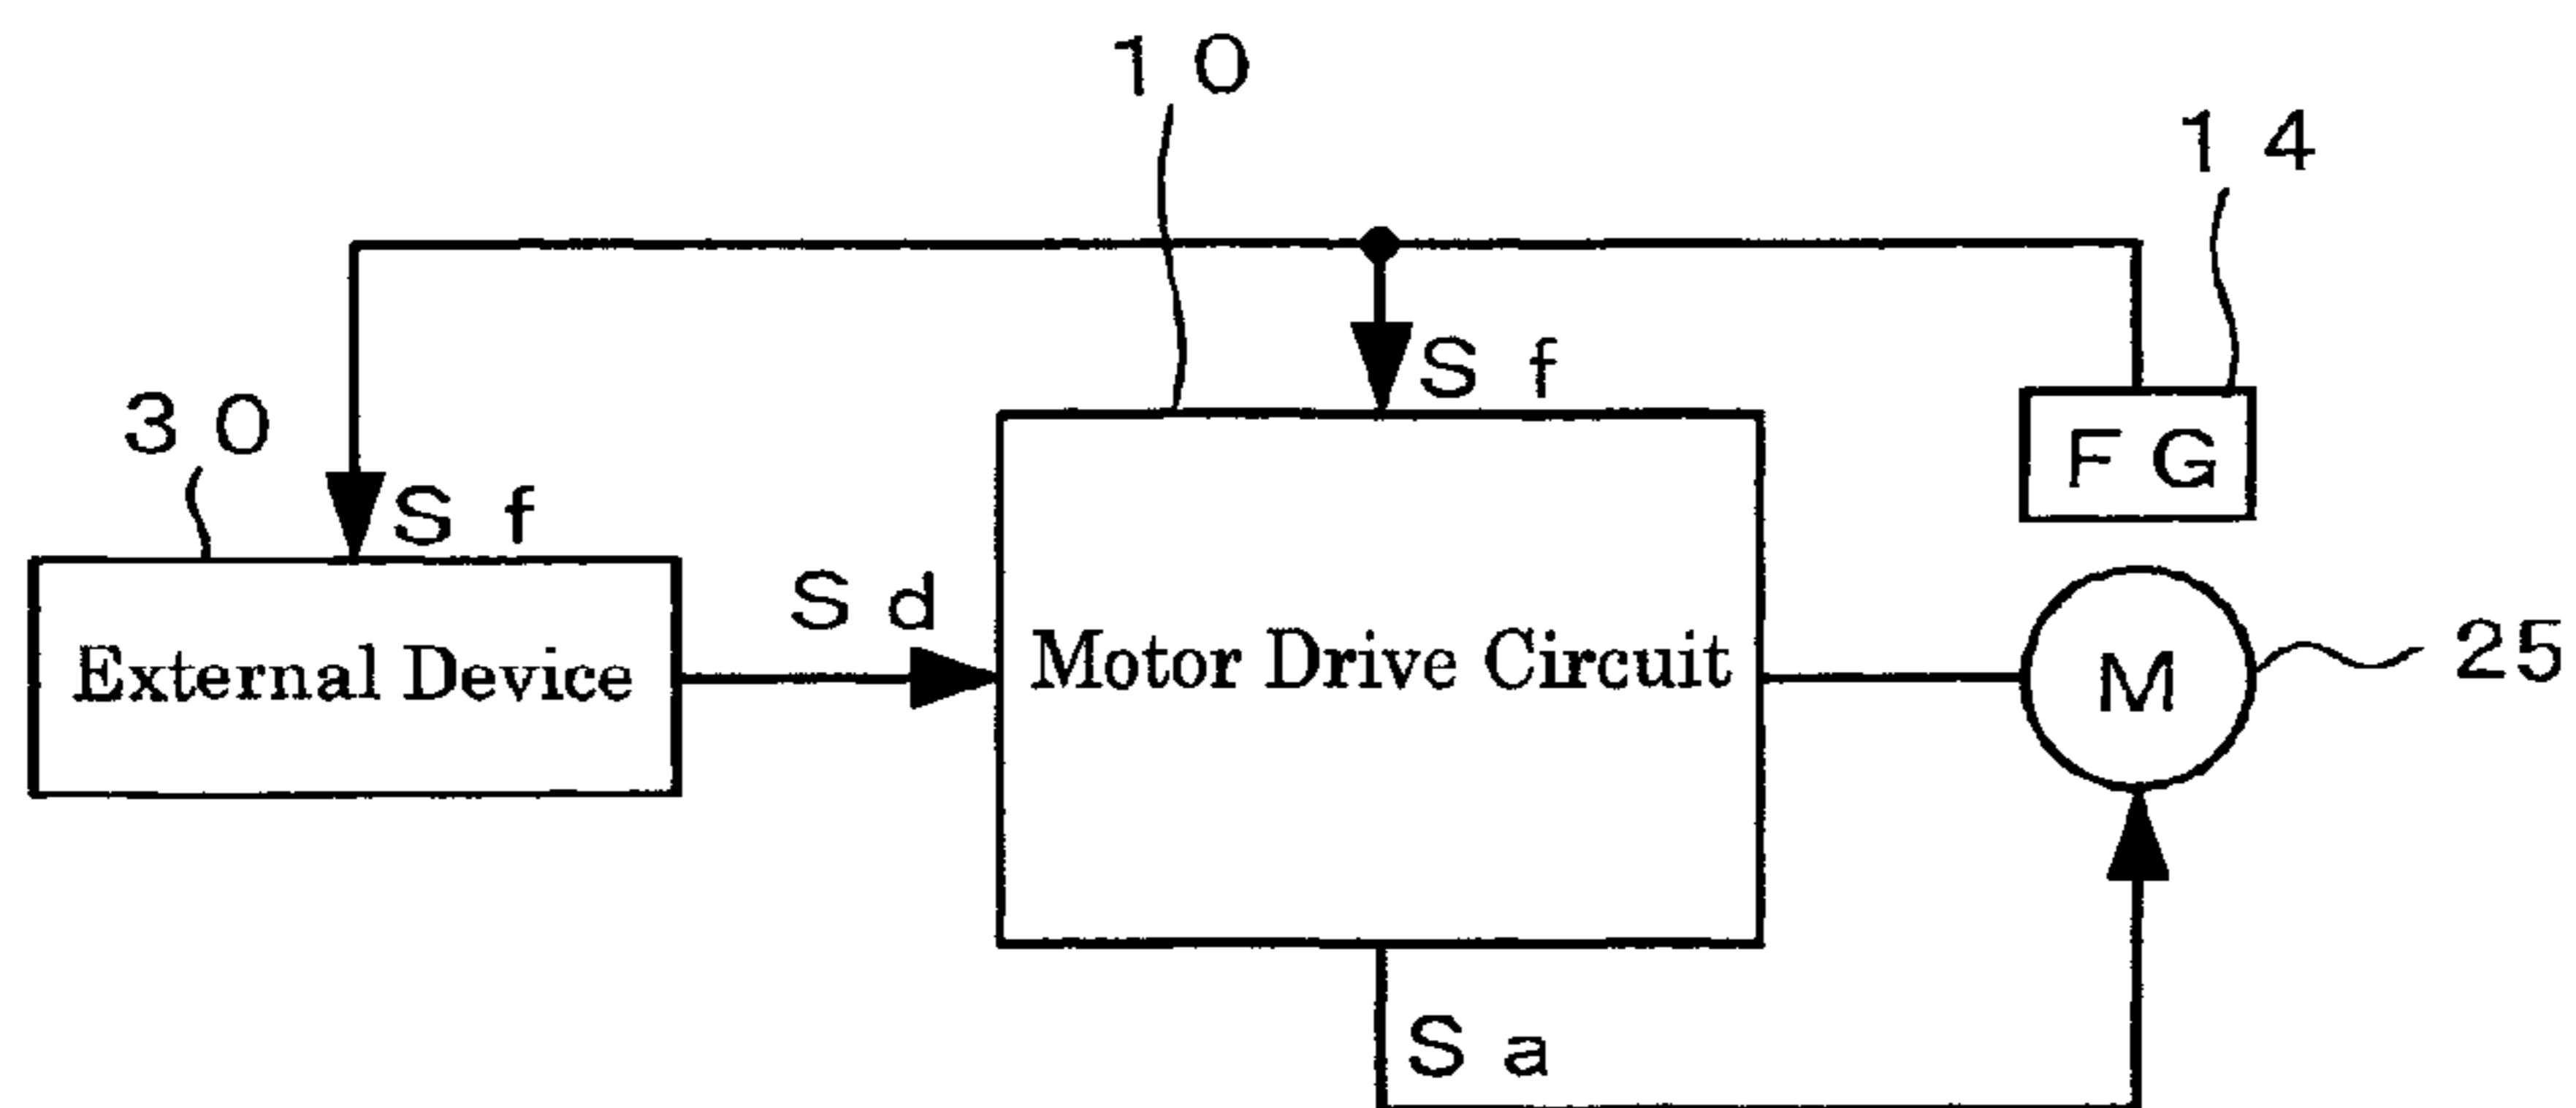 10
14
Sf
30
FG
Sf
Sd
External Device
Motor Drive Circuit
M
25
Sa